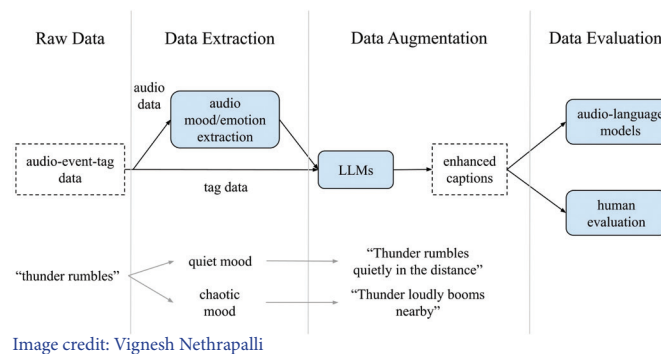 Raw Data
Data Extraction
Data Augmentation
Data Evaluation
audio
data
audio
mood/emotion
extraction
audio-language
models
audio-event-tag
data
LLMs
enhanced
captions
tag data
human
evaluation
“thunder rumbles”
quiet mood
“Thunder rumbles
quietly in the distance”
chaotic
mood
“Thunder loudly booms
nearby”
Image credit: Vignesh Nethrapalli